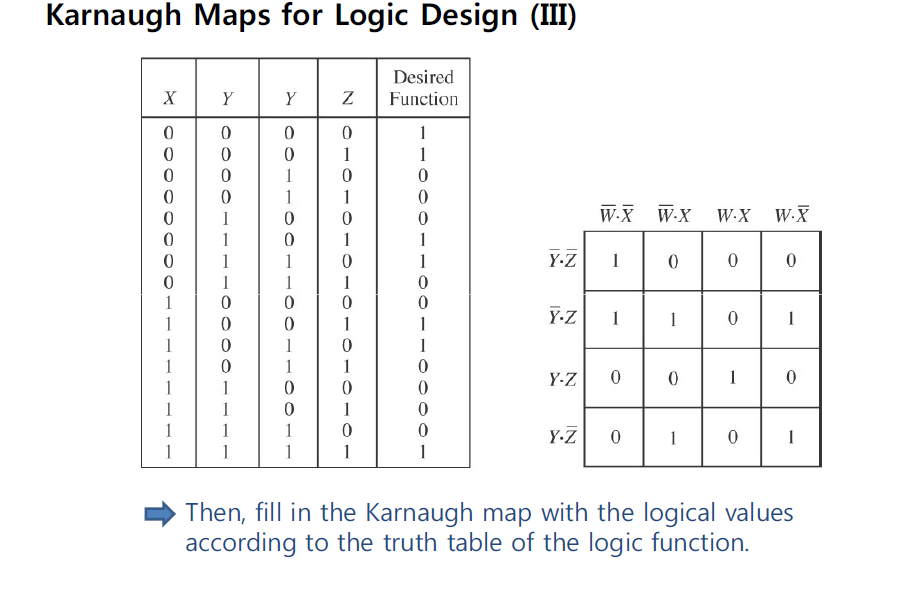 Karnaugh Maps for Logic Design (III)
Desired
X Y Y Z Function
0 0 0 0 1
0 0 0 1 1
0 0 1 0 0
0 0 1 1 0
0 1 0 0 0
0 1 0 1 1
0 1 1 0 1
0 1 1 1 0
1 0 0 0 0
1 0 0 1 1
1 0 1 0 1
1 0 1 1 0
1 1 0 0 0
1 1 0 1 0
1 1 1 0 0
1 1 1 1 1
W̅·X̅ W̅·X W·X W·X̅
Y̅·Z̅ 1 0 0 0
Y̅·Z 1 1 0 1
Y·Z 0 0 1 0
Y·Z̅ 0 1 0 1
Then, fill in the Karnaugh map with the logical values
according to the truth table of the logic function.